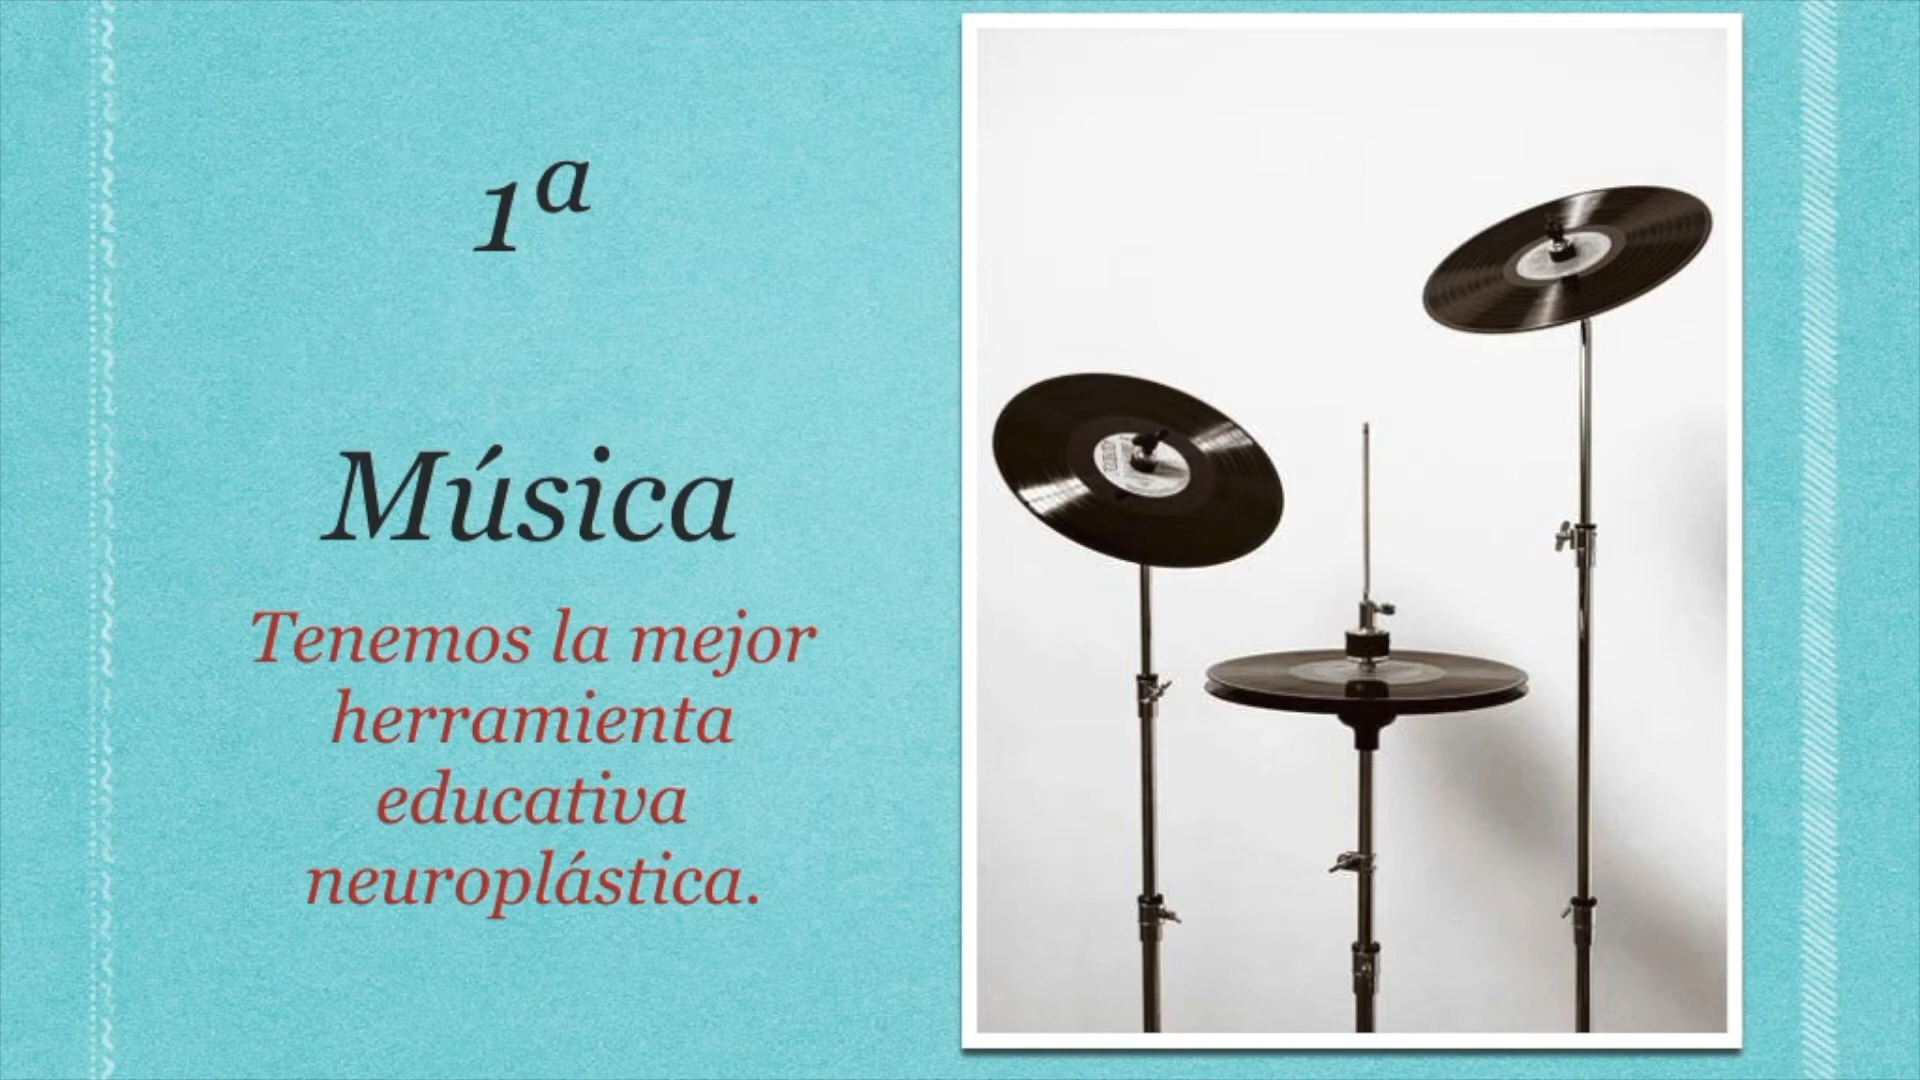 1ª
Música
Tenemos la mejor
herramienta
educativa
neuroplástica.